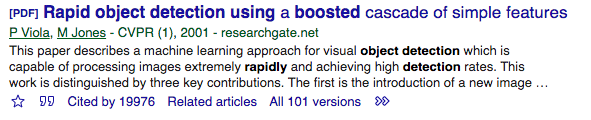 [PDF] Rapid object detection using a boosted cascade of simple features
P Viola, M Jones - CVPR (1), 2001 - researchgate.net
This paper describes a machine learning approach for visual object detection which is
capable of processing images extremely rapidly and achieving high detection rates. This
work is distinguished by three key contributions. The first is the introduction of a new image …
Cited by 19976 Related articles All 101 versions